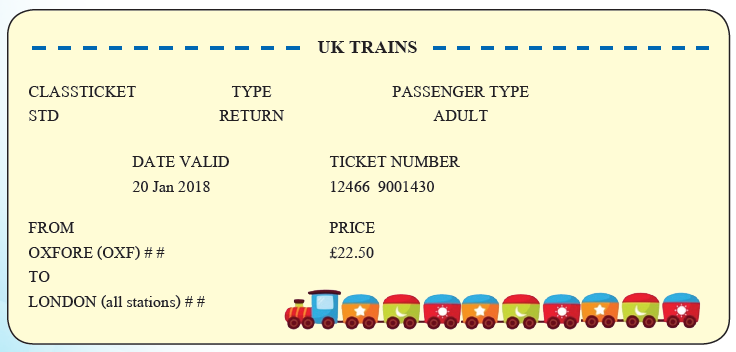 UK TRAINS
CLASSTICKET TYPE PASSENGER TYPE
STD RETURN ADULT
DATE VALID TICKET NUMBER
20 Jan 2018 12466 9001430
FROM PRICE
OXFORE (OXF) # # £22.50
TO
LONDON (all stations) # #